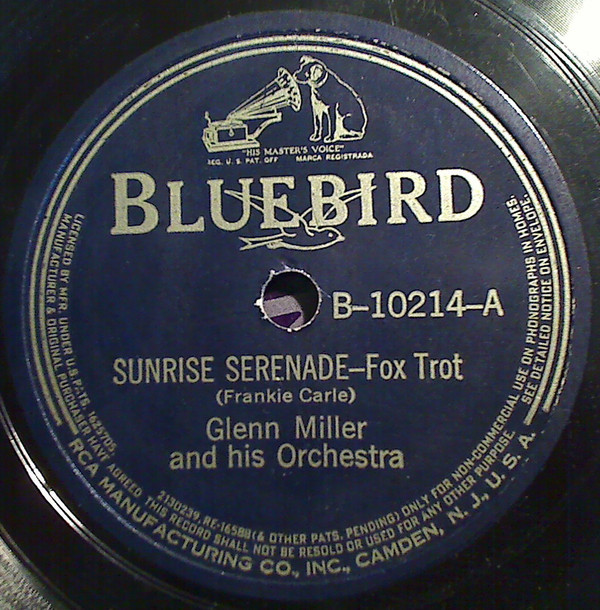 "HIS MASTER'S VOICE"
REG. U. S. PAT. OFF MARCA REGISTRADA
BLUEBIRD
B-10214-A
SUNRISE SERENADE-Fox Trot
(Frankie Carle)
Glenn Miller
and his Orchestra
LICENSED BY MFR. UNDER U.S. PATS. 1625705,
2130239, RE-16588 (& OTHER PATS. PENDING) ONLY FOR NON-COMMERCIAL USE ON PHONOGRAPHS IN HOMES.
MANUFACTURER & ORIGINAL PURCHASER HAVE AGREED THIS RECORD SHALL NOT BE RESOLD OR USED FOR ANY OTHER PURPOSE. SEE DETAILED NOTICE ON ENVELOPE.
RCA MANUFACTURING CO., INC., CAMDEN, N. J., U. S. A.